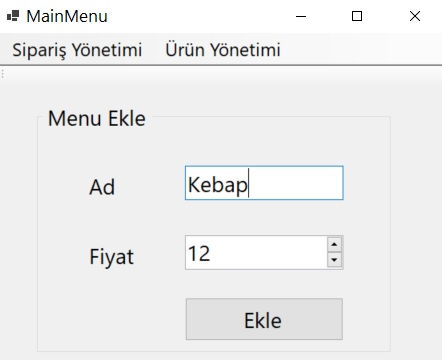 MainMenu
Sipariş Yönetimi Ürün Yönetimi
Menu Ekle
Ad Kebap
Fiyat 12
Ekle